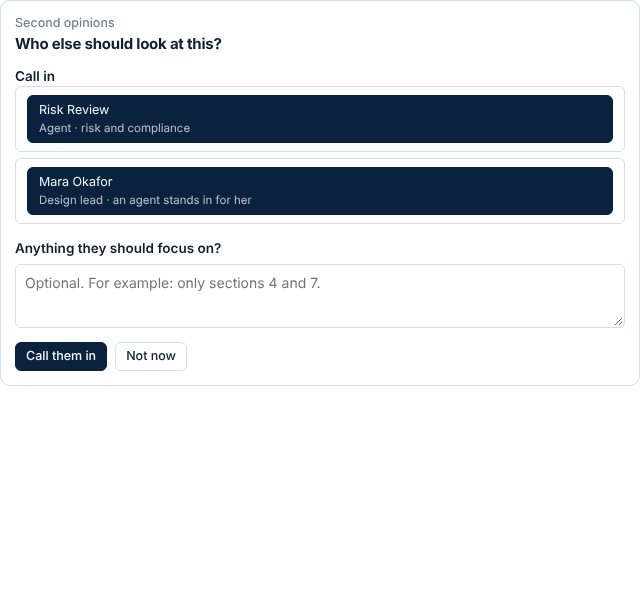 Second opinions
Who else should look at this?
Call in
Risk Review
Agent · risk and compliance
Mara Okafor
Design lead · an agent stands in for her
Anything they should focus on?
Optional. For example: only sections 4 and 7.
Call them in
Not now